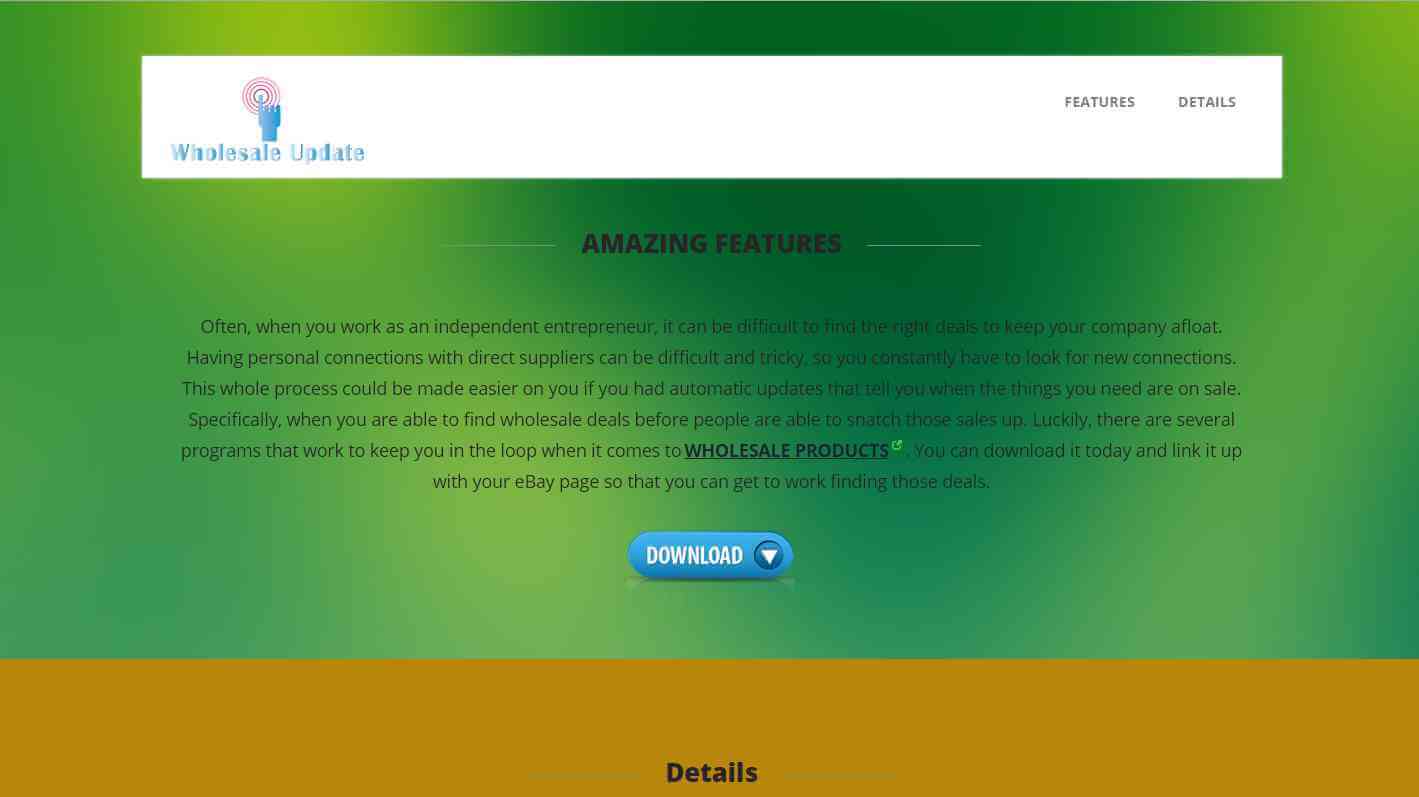 FEATURES DETAILS
Wholesale Update
AMAZING FEATURES
Often, when you work as an independent entrepreneur, it can be difficult to find the right deals to keep your company afloat.
Having personal connections with direct suppliers can be difficult and tricky, so you constantly have to look for new connections.
This whole process could be made easier on you if you had automatic updates that tell you when the things you need are on sale.
Specifically, when you are able to find wholesale deals before people are able to snatch those sales up. Luckily, there are several
programs that work to keep you in the loop when it comes to WHOLESALE PRODUCTS. You can download it today and link it up
with your eBay page so that you can get to work finding those deals.
DOWNLOAD
Details